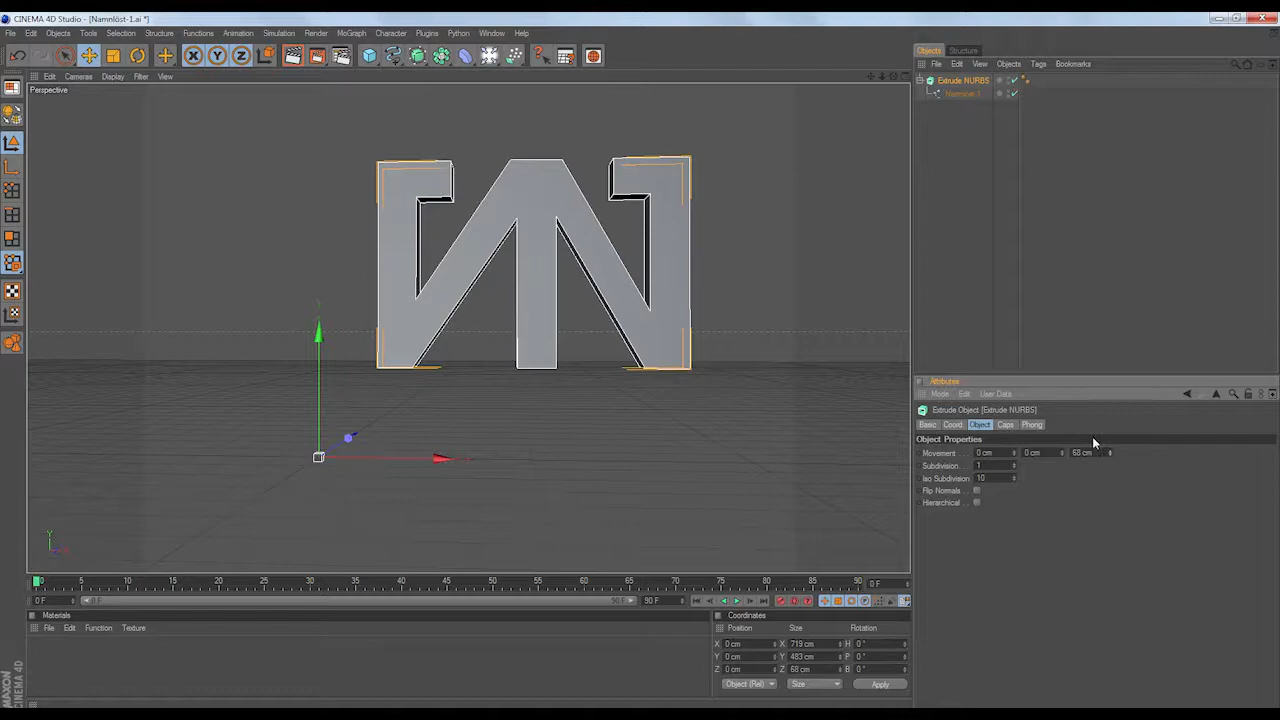 CINEMA 4D Studio - [Namnlöst-1.ai *]
File Edit Objects Tools Selection Structure Functions Animation Simulate Render MoGraph Character Plugins Python Window Help
Edit Cameras Display Filter View
Perspective
Objects Structure
File Edit View Objects Tags Bookmarks
Extrude NURBS
Attributes
Mode Edit User Data
Extrude Object [Extrude NURBS]
Basic Coord. Object Caps Phong
Object Properties
Movement . . . 0 cm 0 cm 68 cm
Subdivision . . 1
Iso Subdivision 10
Flip Normals . .
Hierarchical . . .
Y
0 5 10 15 20 25 30 35 40 45 50 55 60 65 70 75 80 85 90 0 F
0 F 0 F 90 F 90 F
Materials
File Edit Function Texture
Coordinates
Position Size Rotation
X 0 cm X 719 cm H 0 °
Y 0 cm Y 483 cm P 0 °
Z 0 cm Z 68 cm B 0 °
Object (Rel) Size Apply
MAXON
CINEMA 4D